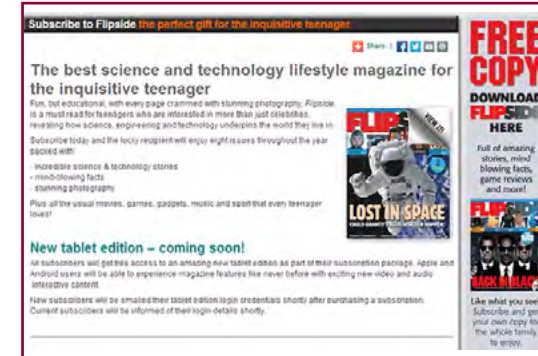 Subscribe to Flipside the perfect gift for the inquisitive teenager
Share |
The best science and technology lifestyle magazine for
the inquisitive teenager
Fun, but educational, with every page crammed with stunning photography, Flipside
is a must read for teenagers who are interested in more than just celebrities,
revealing how science, engineering and technology underpins the world they live in.
Subscribe today and the lucky recipient will enjoy eight issues throughout the year
packed with:
- incredible science & technology stories
- mind-blowing facts
- stunning photography
Plus all the usual movies, games, gadgets, music and sport that every teenager
loves!
FLIPS
VIEW IT!
LOST IN SPACE
New tablet edition – coming soon!
All subscribers will get free access to an amazing new tablet edition as part of their subscription package. Apple and
Android users will be able to experience magazine features like never before with exciting new video and audio
interactive content.
New subscribers will be emailed their tablet edition login credentials shortly after purchasing a subscription.
Current subscribers will be informed of their login details shortly.
FREE
COPY
DOWNLOAD
FLIPSIDE
HERE
Full of amazing
stories, mind
blowing facts,
game reviews
and more!
FLIPSIDE
BACK IN BLACK
Like what you see
Subscribe and get
your own copy for
the whole family
to enjoy.